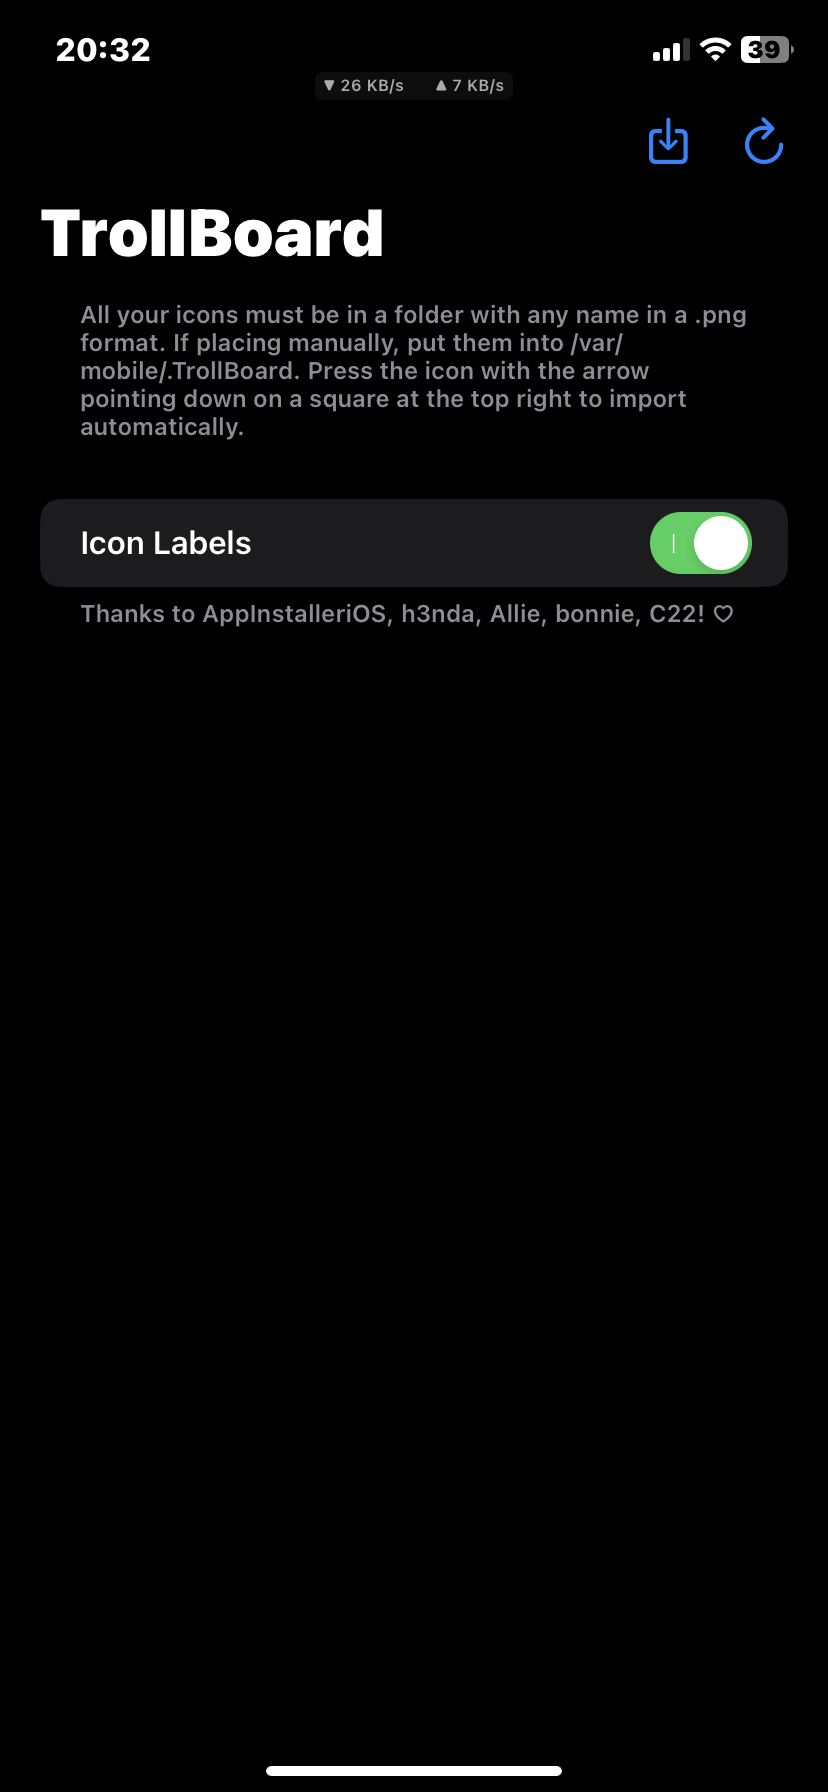 20:32
39
▼ 26 KB/s ▲ 7 KB/s
TrollBoard
All your icons must be in a folder with any name in a .png
format. If placing manually, put them into /var/
mobile/.TrollBoard. Press the icon with the arrow
pointing down on a square at the top right to import
automatically.
Icon Labels
Thanks to AppInstalleriOS, h3nda, Allie, bonnie, C22! ♡